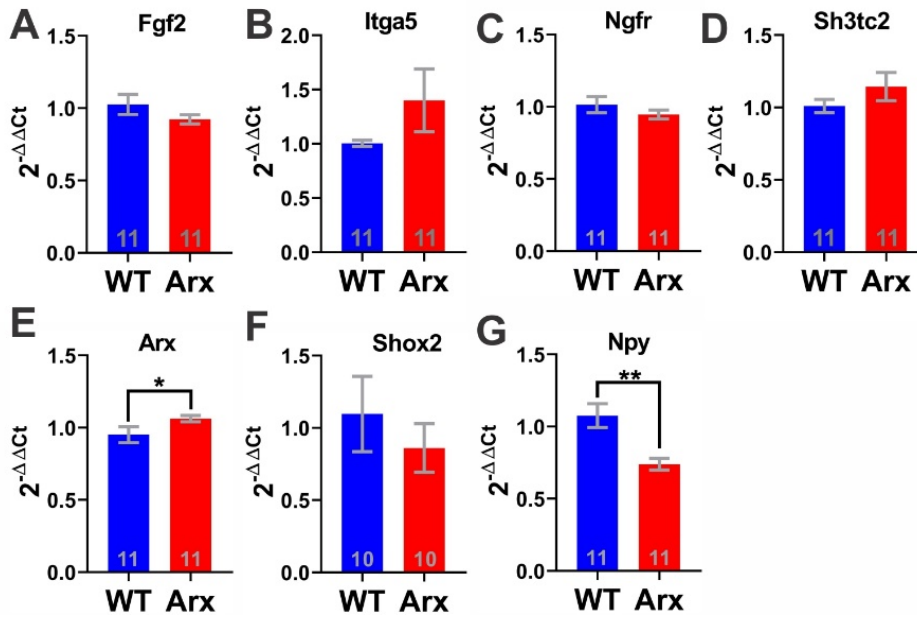 A
Fgf2
2-ΔΔCt
1.5
1.0
0.5
0.0
11
11
WT
Arx
B
Itga5
2-ΔΔCt
2.0
1.5
1.0
0.5
0.0
11
11
WT
Arx
C
Ngfr
2-ΔΔCt
1.5
1.0
0.5
0.0
11
11
WT
Arx
D
Sh3tc2
2-ΔΔCt
1.5
1.0
0.5
0.0
11
11
WT
Arx
E
Arx
2-ΔΔCt
1.5
1.0
0.5
0.0
*
11
11
WT
Arx
F
Shox2
2-ΔΔCt
1.5
1.0
0.5
0.0
10
10
WT
Arx
G
Npy
2-ΔΔCt
1.5
1.0
0.5
0.0
**
11
11
WT
Arx